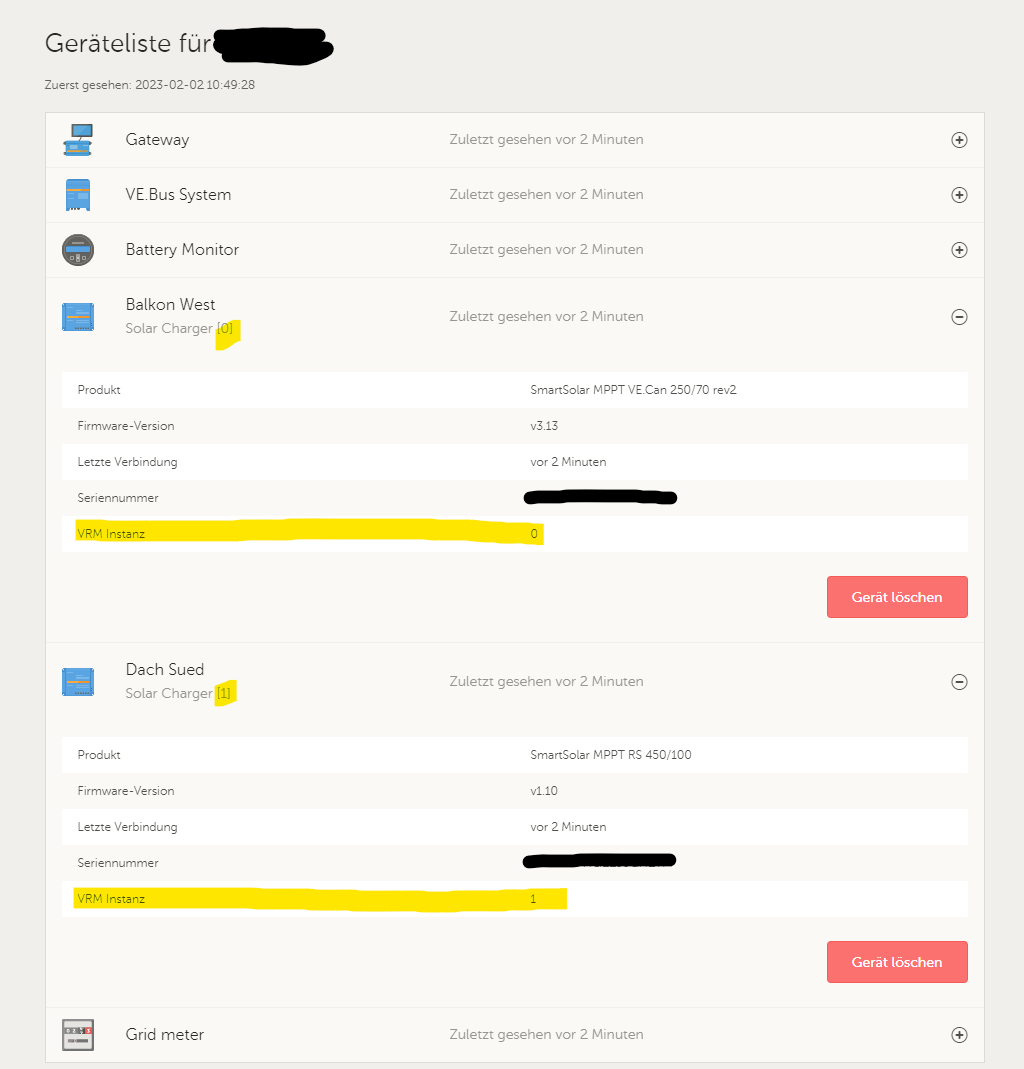 Geräteliste für
Zuerst gesehen: 2023-02-02 10:49:28
Gateway Zuletzt gesehen vor 2 Minuten
VE.Bus System Zuletzt gesehen vor 2 Minuten
Battery Monitor Zuletzt gesehen vor 2 Minuten
Balkon West
Solar Charger [0] Zuletzt gesehen vor 2 Minuten
Produkt SmartSolar MPPT VE.Can 250/70 rev2
Firmware-Version v3.13
Letzte Verbindung vor 2 Minuten
Seriennummer
VRM Instanz 0
Gerät löschen
Dach Sued
Solar Charger [1] Zuletzt gesehen vor 2 Minuten
Produkt SmartSolar MPPT RS 450/100
Firmware-Version v1.10
Letzte Verbindung vor 2 Minuten
Seriennummer
VRM Instanz 1
Gerät löschen
Grid meter Zuletzt gesehen vor 2 Minuten